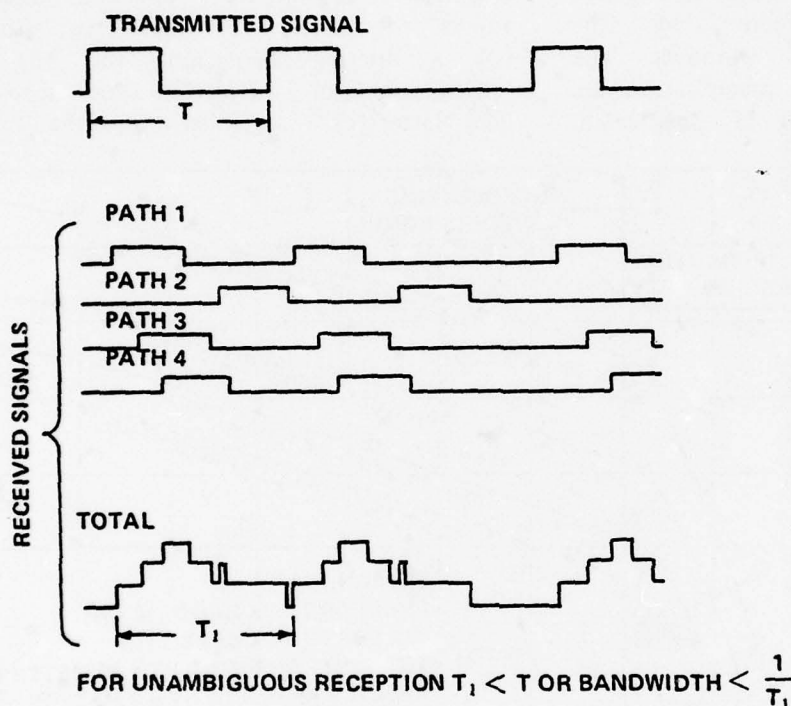 TRANSMITTED SIGNAL
T
RECEIVED SIGNALS
PATH 1
PATH 2
PATH 3
PATH 4
TOTAL
T₁
FOR UNAMBIGUOUS RECEPTION T₁ < T OR BANDWIDTH < 1/T₁